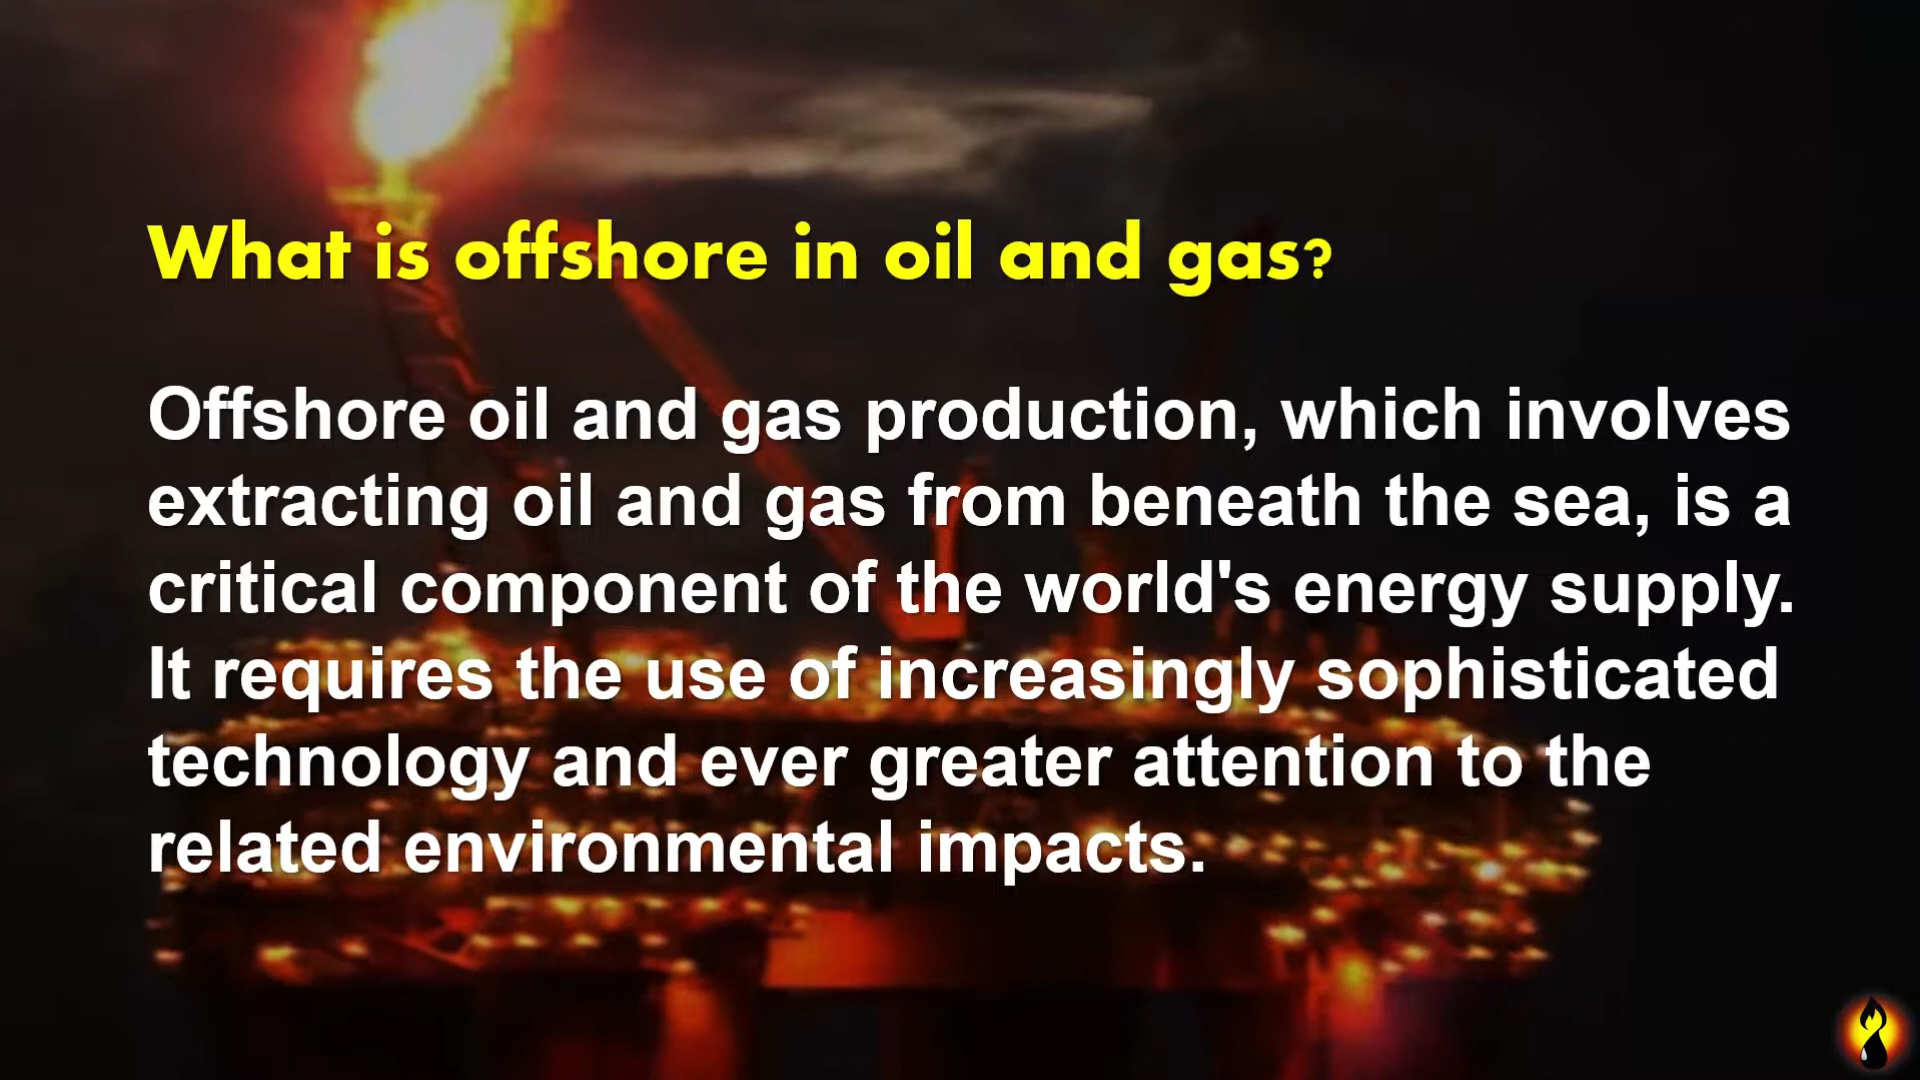 What is offshore in oil and gas?
Offshore oil and gas production, which involves
extracting oil and gas from beneath the sea, is a
critical component of the world's energy supply.
It requires the use of increasingly sophisticated
technology and ever greater attention to the
related environmental impacts.